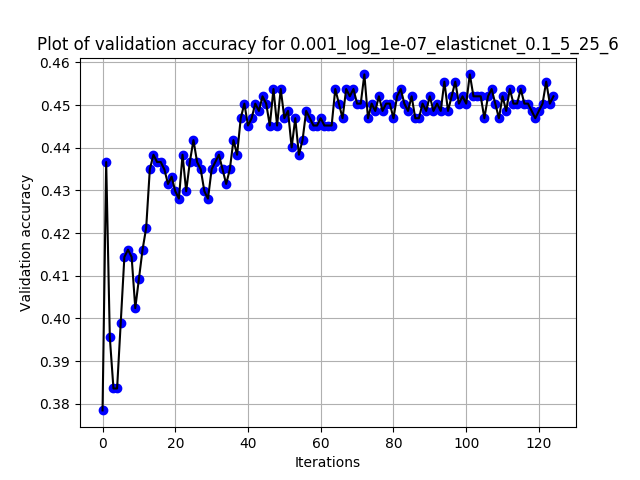 Plot of validation accuracy for 0.001_log_1e-07_elasticnet_0.1_5_25_6
0.46
0.45
0.44
0.43
0.42
0.41
0.40
0.39
0.38
Validation accuracy
0 20 40 60 80 100 120
Iterations